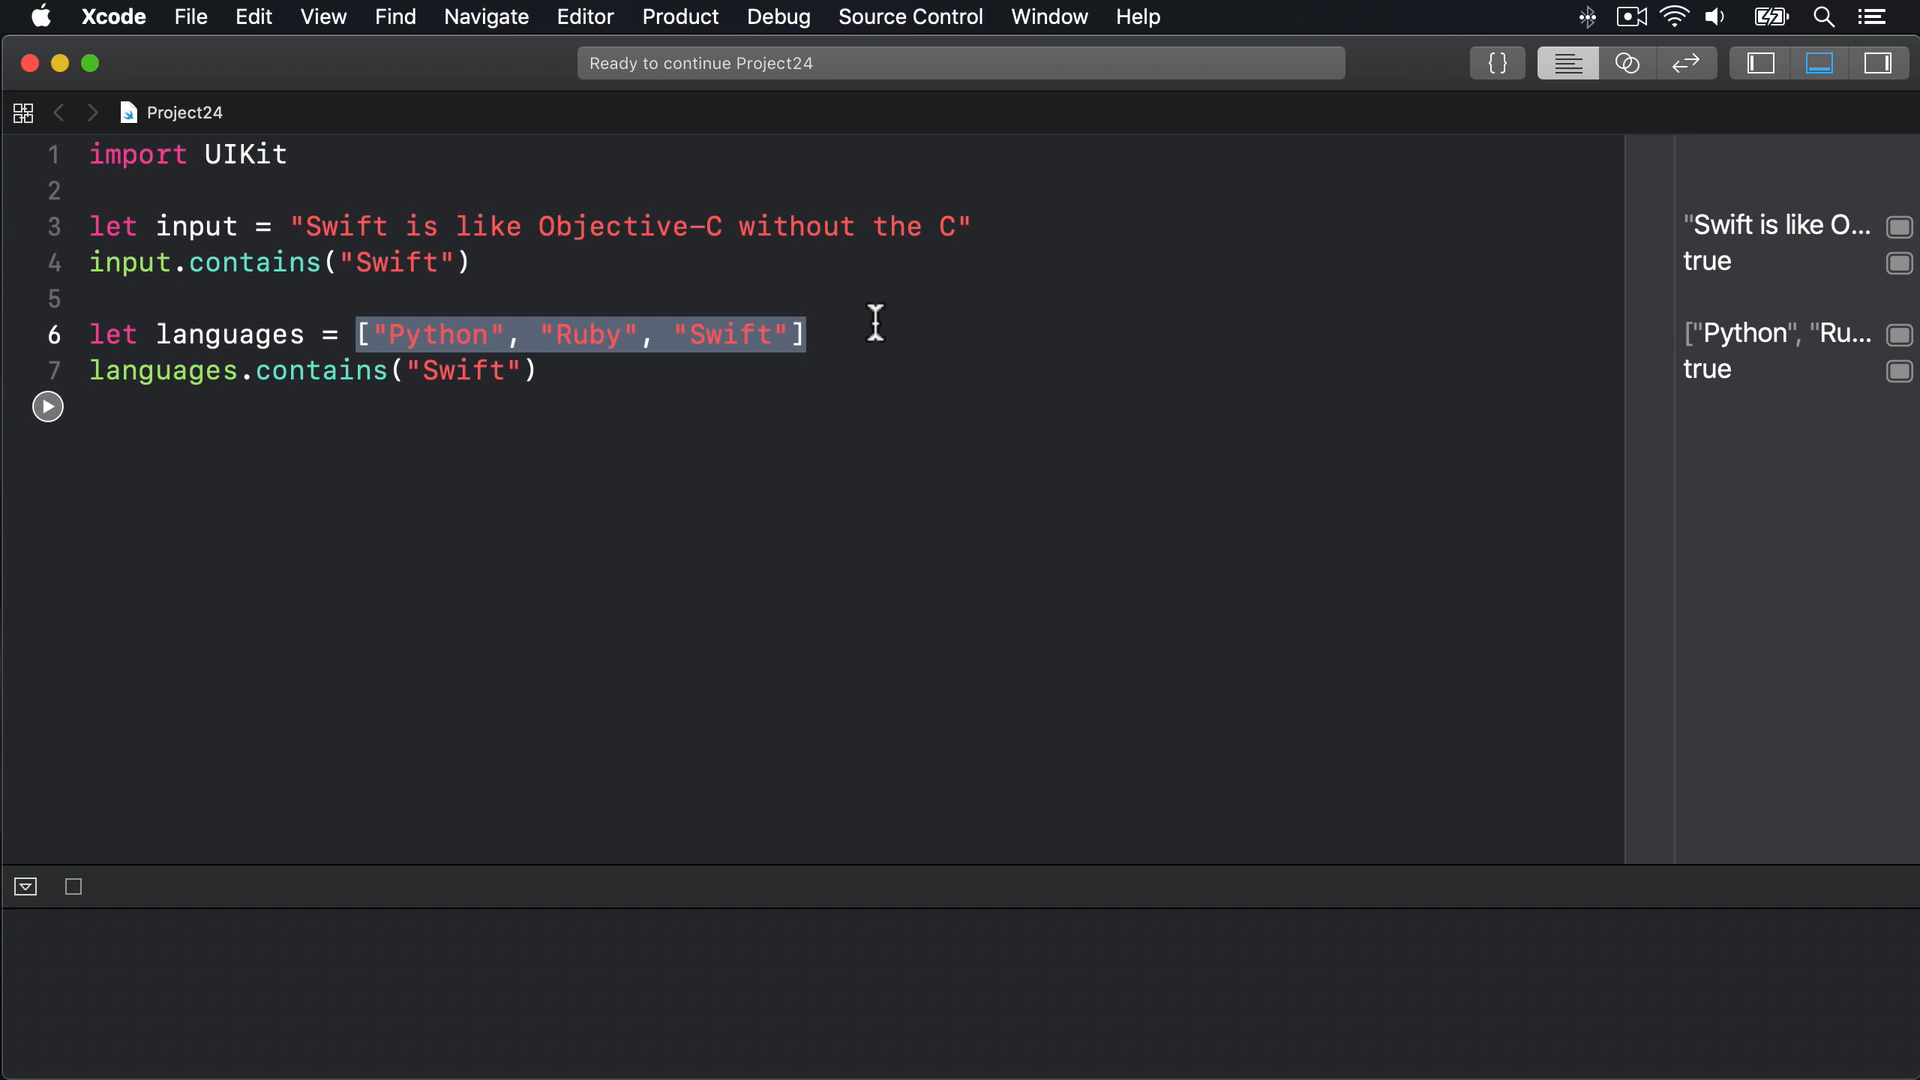 Xcode File Edit View Find Navigate Editor Product Debug Source Control Window Help
Ready to continue Project24
{}
Project24
1 import UIKit
2
3 let input = "Swift is like Objective-C without the C"
"Swift is like O...
4 input.contains("Swift")
true
5
6 let languages = ["Python", "Ruby", "Swift"]
["Python", "Ru...
7 languages.contains("Swift")
true